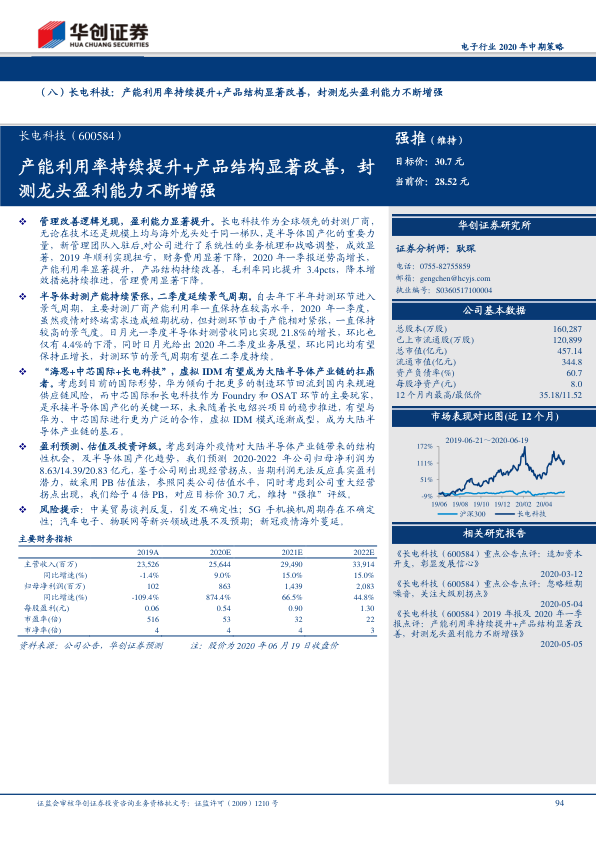 华创证券
HUA CHUANG SECURITIES
电子行业 2020 年中期策略
（八）长电科技：产能利用率持续提升+产品结构显著改善，封测龙头盈利能力不断增强
长电科技（600584）
产能利用率持续提升+产品结构显著改善，封
测龙头盈利能力不断增强
强推（维持）
目标价：30.7 元
当前价：28.52 元
❖ 管理改善逻辑兑现，盈利能力显著提升。长电科技作为全球领先的封测厂商，
无论在技术还是规模上均与海外龙头处于同一梯队，是半导体国产化的重要力
量，新管理团队入驻后，对公司进行了系统性的业务梳理和战略调整，成效显
著，2019 年顺利实现扭亏，财务费用显著下降，2020 年一季报逆势高增长，
产能利用率显著提升，产品结构持续改善，毛利率同比提升 3.4pcts，降本增
效措施持续推进，管理费用显著下降。
❖ 半导体封测产能持续紧张，二季度延续景气周期。自去年下半年封测环节进入
景气周期，主要封测厂商产能利用率一直保持在较高水平，2020 年一季度，
虽然疫情对终端需求造成短期扰动，但封测环节由于产能相对紧张，一直保持
较高的景气度。日月光一季度半导体封测营收同比实现 21.8%的增长，环比也
仅有 4.4%的下滑，同时日月光给出 2020 年二季度业务展望，环比同比均有望
保持正增长，封测环节的景气周期有望在二季度持续。
❖ “海思+中芯国际+长电科技”，虚拟 IDM 有望成为大陆半导体产业链的扛鼎
者。考虑到目前的国际形势，华为倾向于把更多的制造环节回流到国内来规避
供应链风险，而中芯国际和长电科技作为 Foundry 和 OSAT 环节的主要玩家，
是承接半导体国产化的关键一环，未来随着长电绍兴项目的稳步推进，有望与
华为、中芯国际进行更为广泛的合作，虚拟 IDM 模式逐渐成型，成为大陆半
导体产业链的基石。
❖ 盈利预测、估值及投资评级。考虑到海外疫情对大陆半导体产业链带来的结构
性机会，及半导体国产化趋势，我们预测 2020-2022 年公司归母净利润为
8.63/14.39/20.83 亿元，鉴于公司刚出现经营拐点，当期利润无法反应真实盈利
潜力，故采用 PB 估值法，参照同类公司估值水平，同时考虑到公司重大经营
拐点出现，我们给予 4 倍 PB，对应目标价 30.7 元，维持“强推”评级。
❖ 风险提示：中美贸易谈判反复，引发不确定性；5G 手机换机周期存在不确定
性；汽车电子、物联网等新兴领域进展不及预期；新冠疫情海外蔓延。
主要财务指标
2019A 2020E 2021E 2022E
主营收入(百万) 23,526 25,644 29,490 33,914
同比增速(%) -1.4% 9.0% 15.0% 15.0%
归母净利润(百万) 102 863 1,439 2,083
同比增速(%) -109.4% 874.4% 66.5% 44.8%
每股盈利(元) 0.06 0.54 0.90 1.30
市盈率(倍) 516 53 32 22
市净率(倍) 4 4 4 3
资料来源：公司公告，华创证券预测 注：股价为 2020 年 06 月 19 日收盘价
华创证券研究所
证券分析师：耿琛
电话：0755-82755859
邮箱：gengchen@hcyjs.com
执业编号：S0360517100004
公司基本数据
总股本(万股) 160,287
已上市流通股(万股) 120,899
总市值(亿元) 457.14
流通市值(亿元) 344.8
资产负债率(%) 60.7
每股净资产(元) 8.0
12 个月内最高/最低价 35.18/11.52
市场表现对比图(近 12 个月)
2019-06-21～2020-06-19
172%
111%
51%
-9%
19/06 19/08 19/10 19/12 20/02 20/04
沪深300 长电科技
相关研究报告
《长电科技（600584）重点公告点评：追加资本
开支，彰显发展信心》
2020-03-12
《长电科技（600584）重点公告点评：忽略短期
噪音，关注大级别拐点》
2020-05-04
《长电科技（600584）2019 年报及 2020 年一季
报点评：产能利用率持续提升+产品结构显著改
善，封测龙头盈利能力不断增强》
2020-05-05
证监会审核华创证券投资咨询业务资格批文号：证监许可（2009）1210 号
94